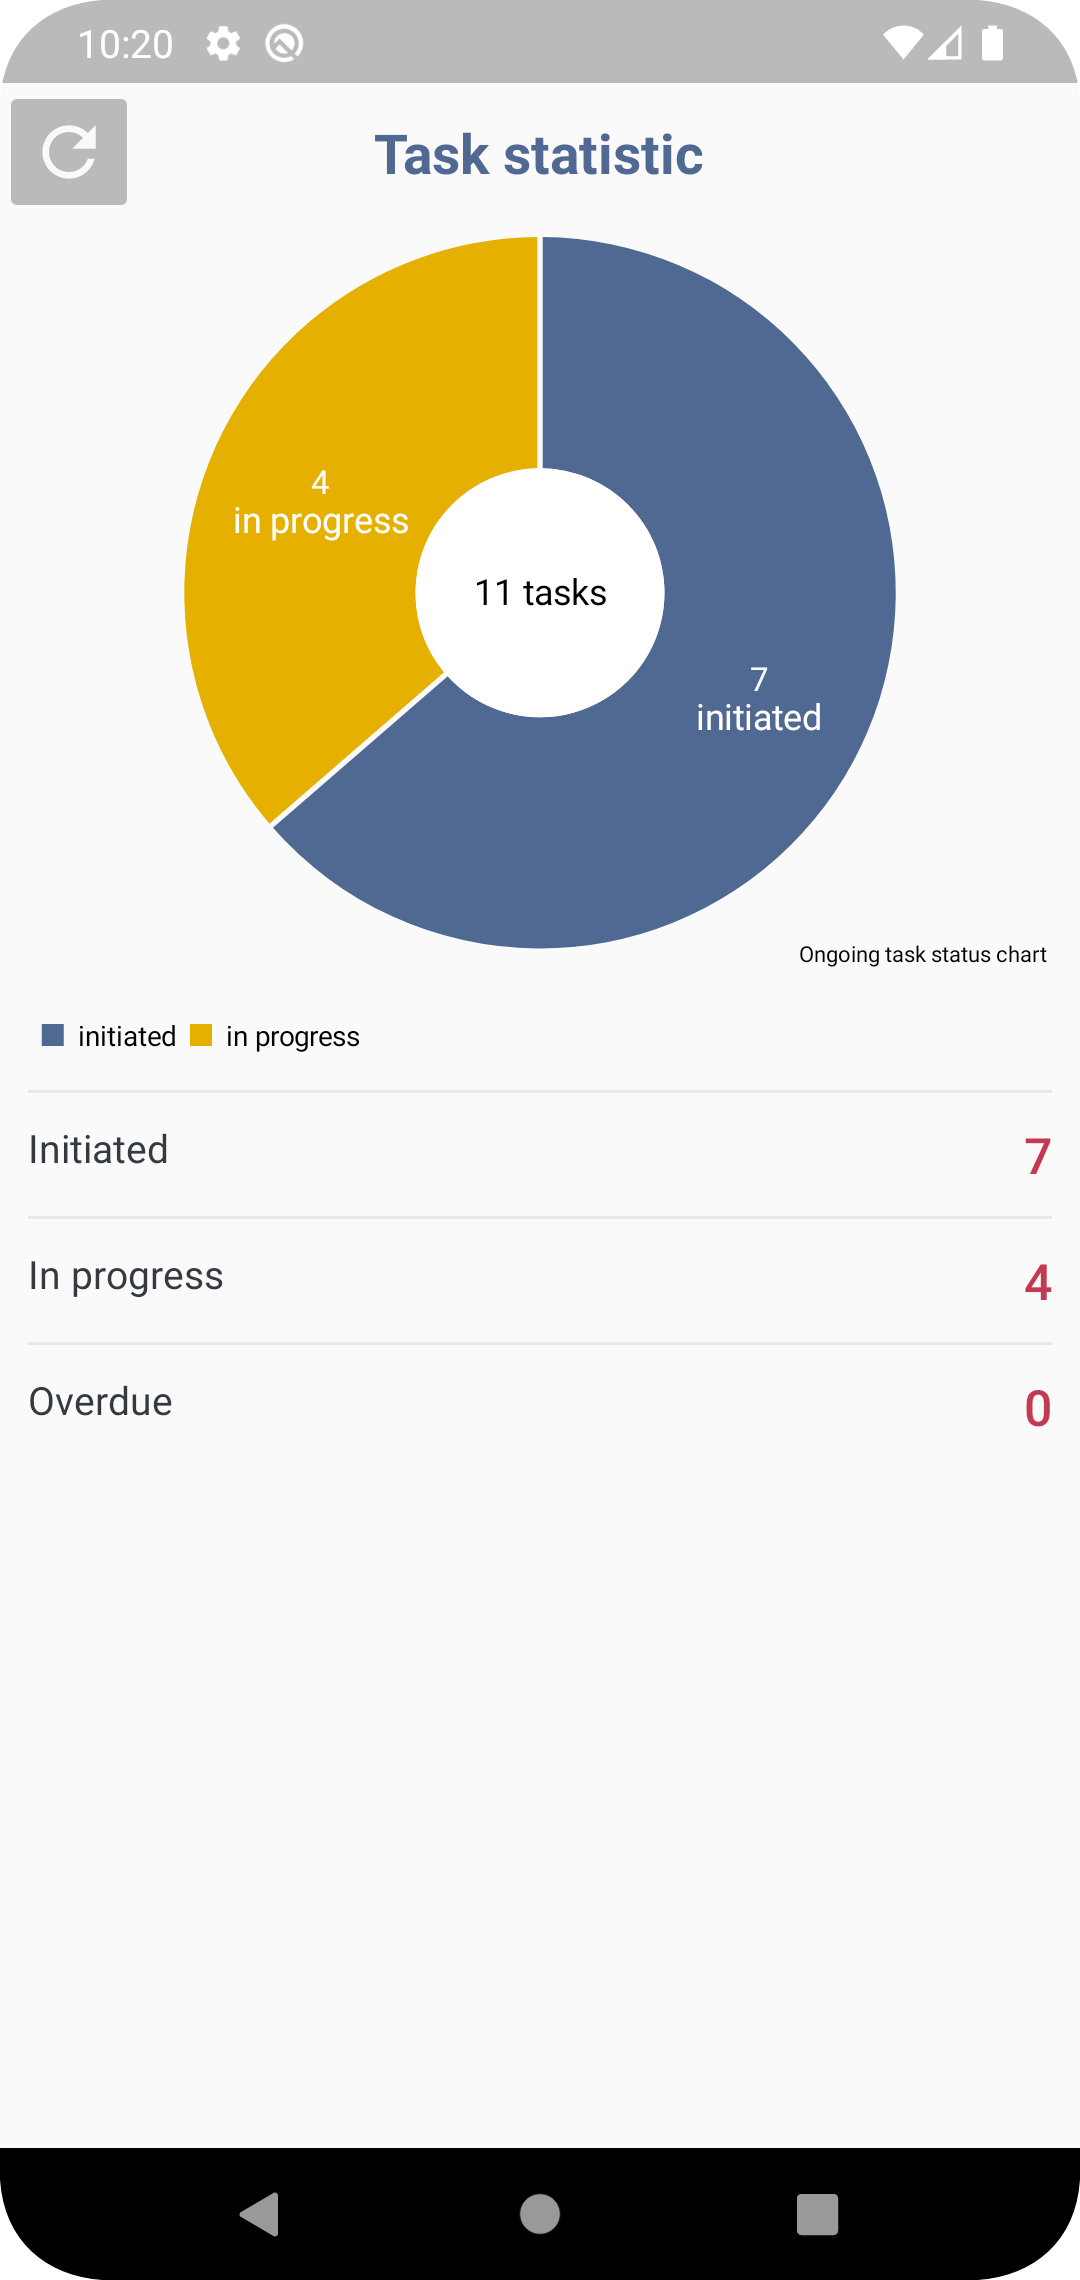 10:20
Task statistic
4
in progress
11 tasks
7
initiated
Ongoing task status chart
initiated in progress
Initiated 7
In progress 4
Overdue 0